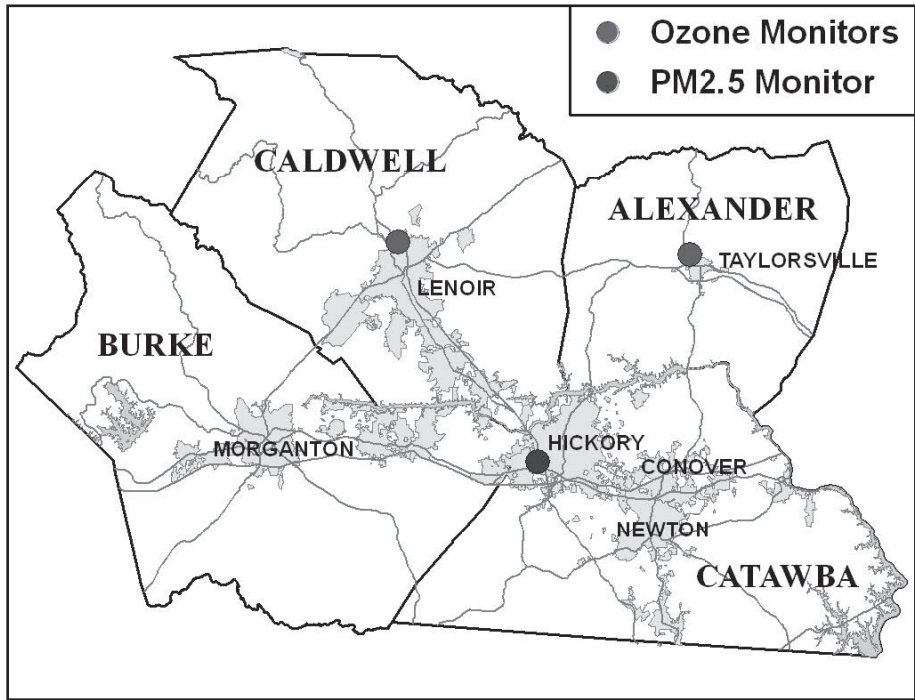 Ozone Monitors
PM2.5 Monitor
CALDWELL
ALEXANDER
TAYLORSVILLE
LENOIR
BURKE
MORGANTON
HICKORY
CONOVER
NEWTON
CATAWBA